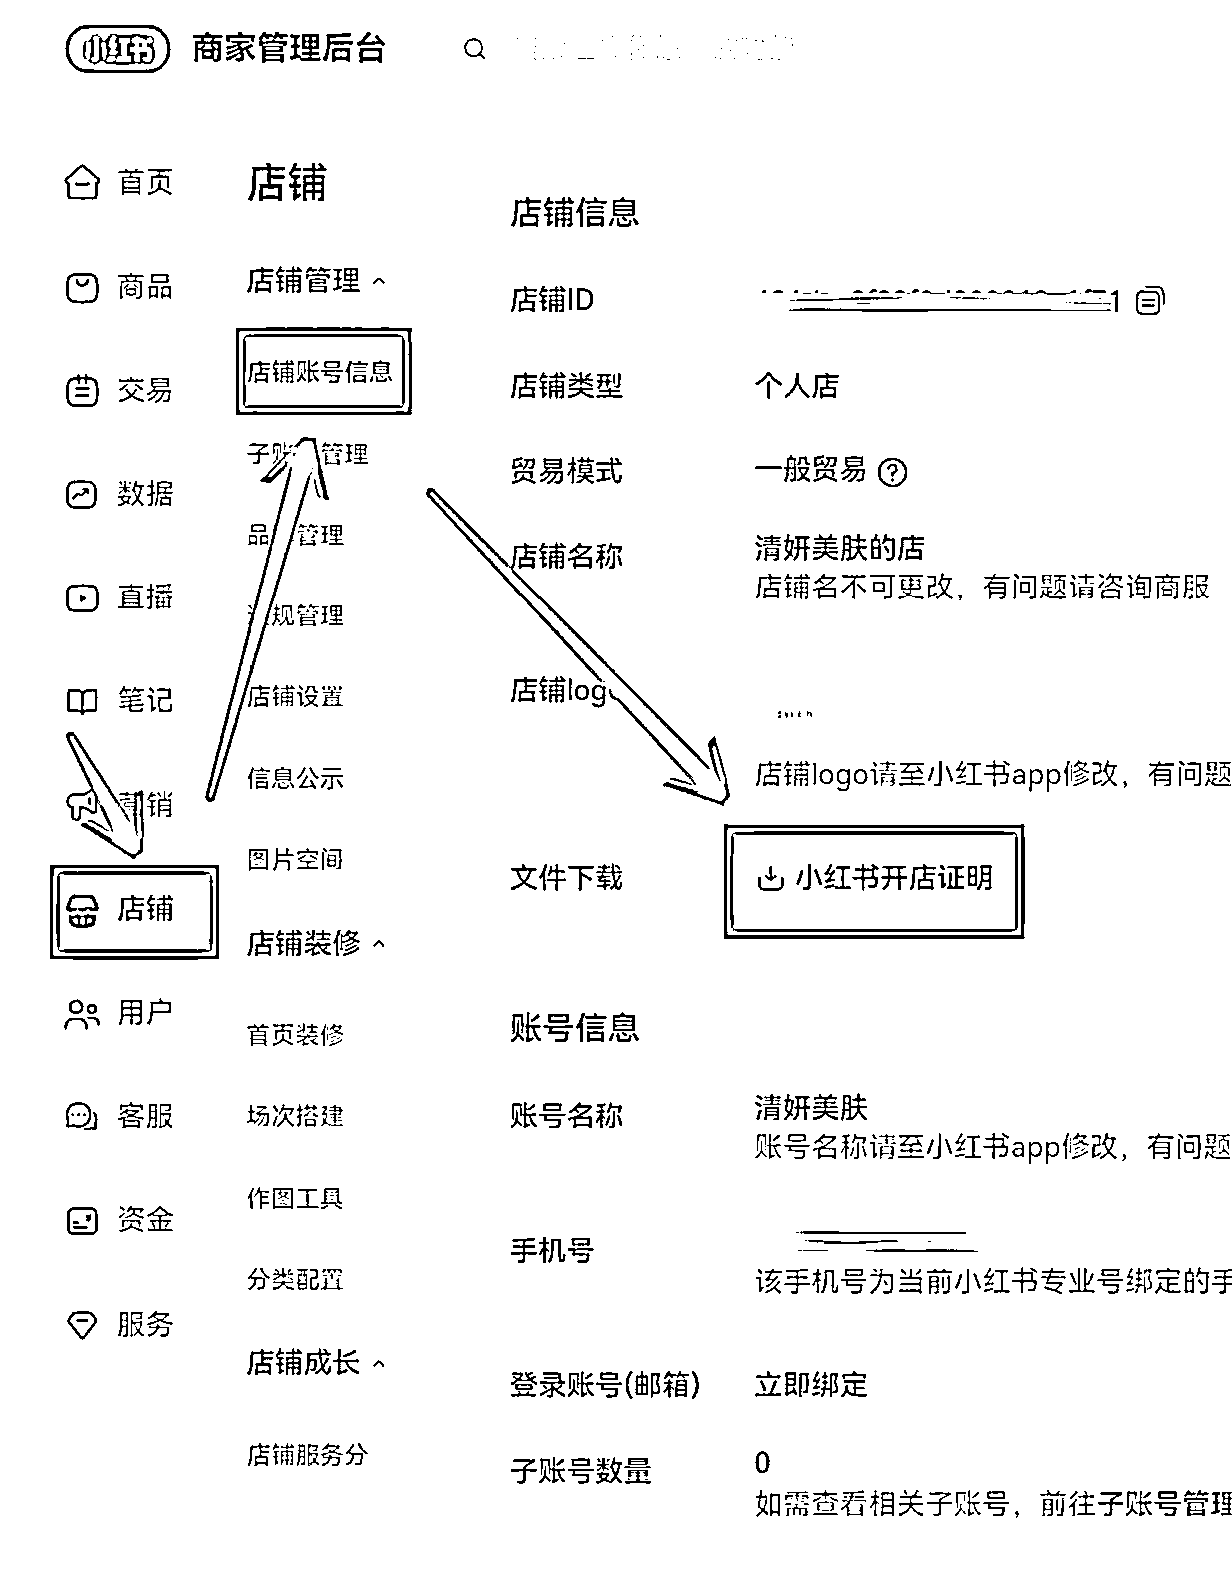 小红书 商家管理后台
首页
商品
交易
数据
直播
笔记
营销
店铺
用户
客服
资金
服务
店铺
店铺管理
店铺账号信息
子账 管理
品 管理
规管理
店铺设置
信息公示
图片空间
店铺装修
首页装修
场次搭建
作图工具
分类配置
店铺成长
店铺服务分
店铺信息
店铺ID
店铺类型 个人店
贸易模式 一般贸易
店铺名称 清妍美肤的店
店铺名不可更改，有问题请咨询商服
店铺logo
店铺logo请至小红书app修改，有问题
文件下载 小红书开店证明
账号信息
账号名称 清妍美肤
账号名称请至小红书app修改，有问题
手机号
该手机号为当前小红书专业号绑定的手
登录账号(邮箱) 立即绑定
子账号数量 0
如需查看相关子账号，前往子账号管理